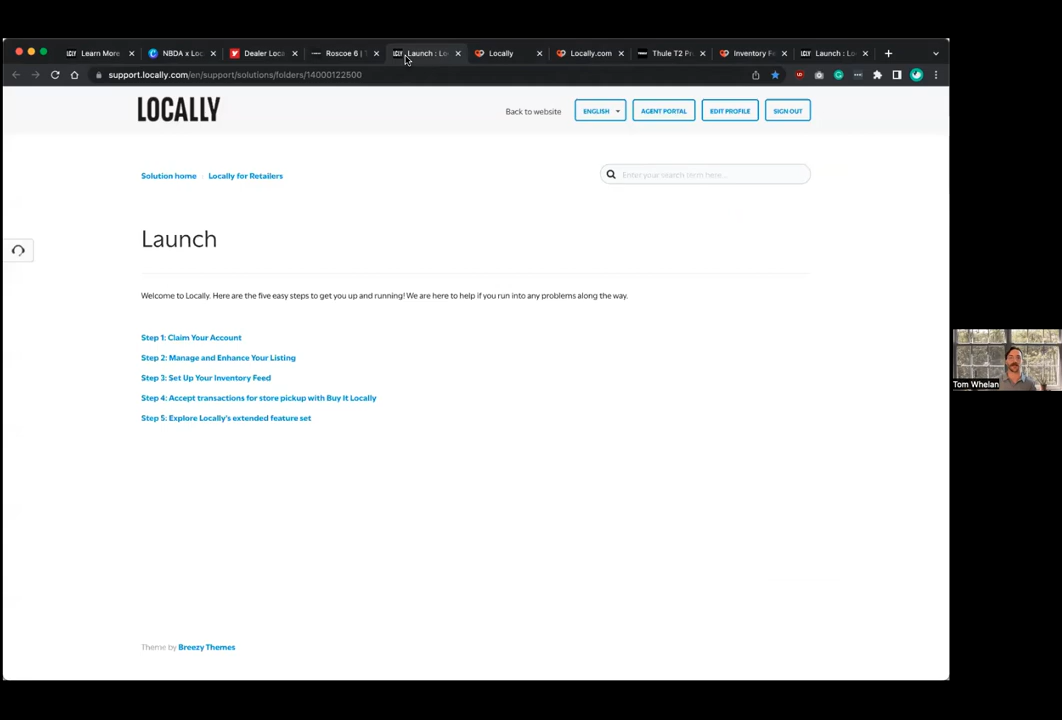 Learn More
NBDA x Loc
Dealer Loca
Roscoe 6 | T
Launch : Lo
Locally
Locally.com
Thule T2 Pr
Inventory Fe
Launch : Lo
support.locally.com/en/support/solutions/folders/14000122500
LOCALLY
Back to website
ENGLISH
AGENT PORTAL
EDIT PROFILE
SIGN OUT
Solution home
Locally for Retailers
Enter your search item here...
Launch
Welcome to Locally. Here are the five easy steps to get you up and running! We are here to help if you run into any problems along the way.
Step 1: Claim Your Account
Step 2: Manage and Enhance Your Listing
Step 3: Set Up Your Inventory Feed
Step 4: Accept transactions for store pickup with Buy It Locally
Step 5: Explore Locally's extended feature set
Tom Whelan
Theme by Breezy Themes